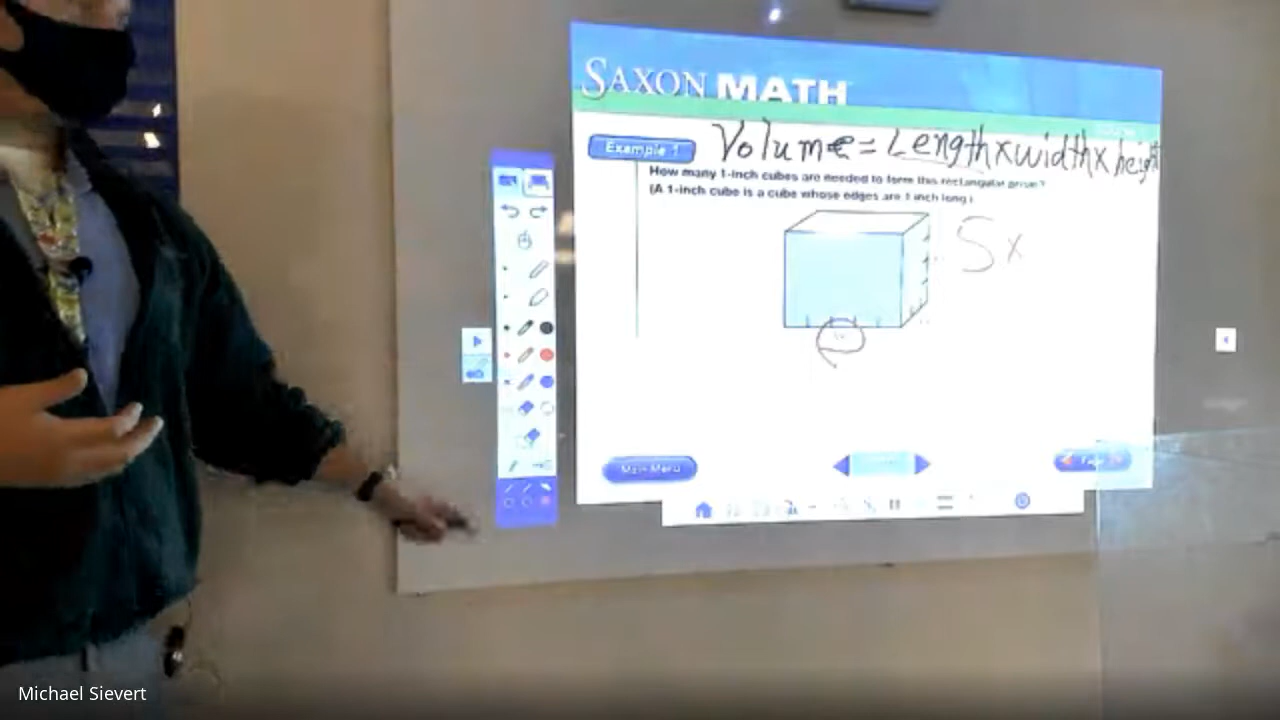 SAXON MATH
Example 1
Volume = Length x width x height
How many 1-inch cubes are needed to form this rectangular prism?
(A 1-inch cube is a cube whose edges are 1 inch long.)
5 x
Main Menu
Page
Michael Sievert